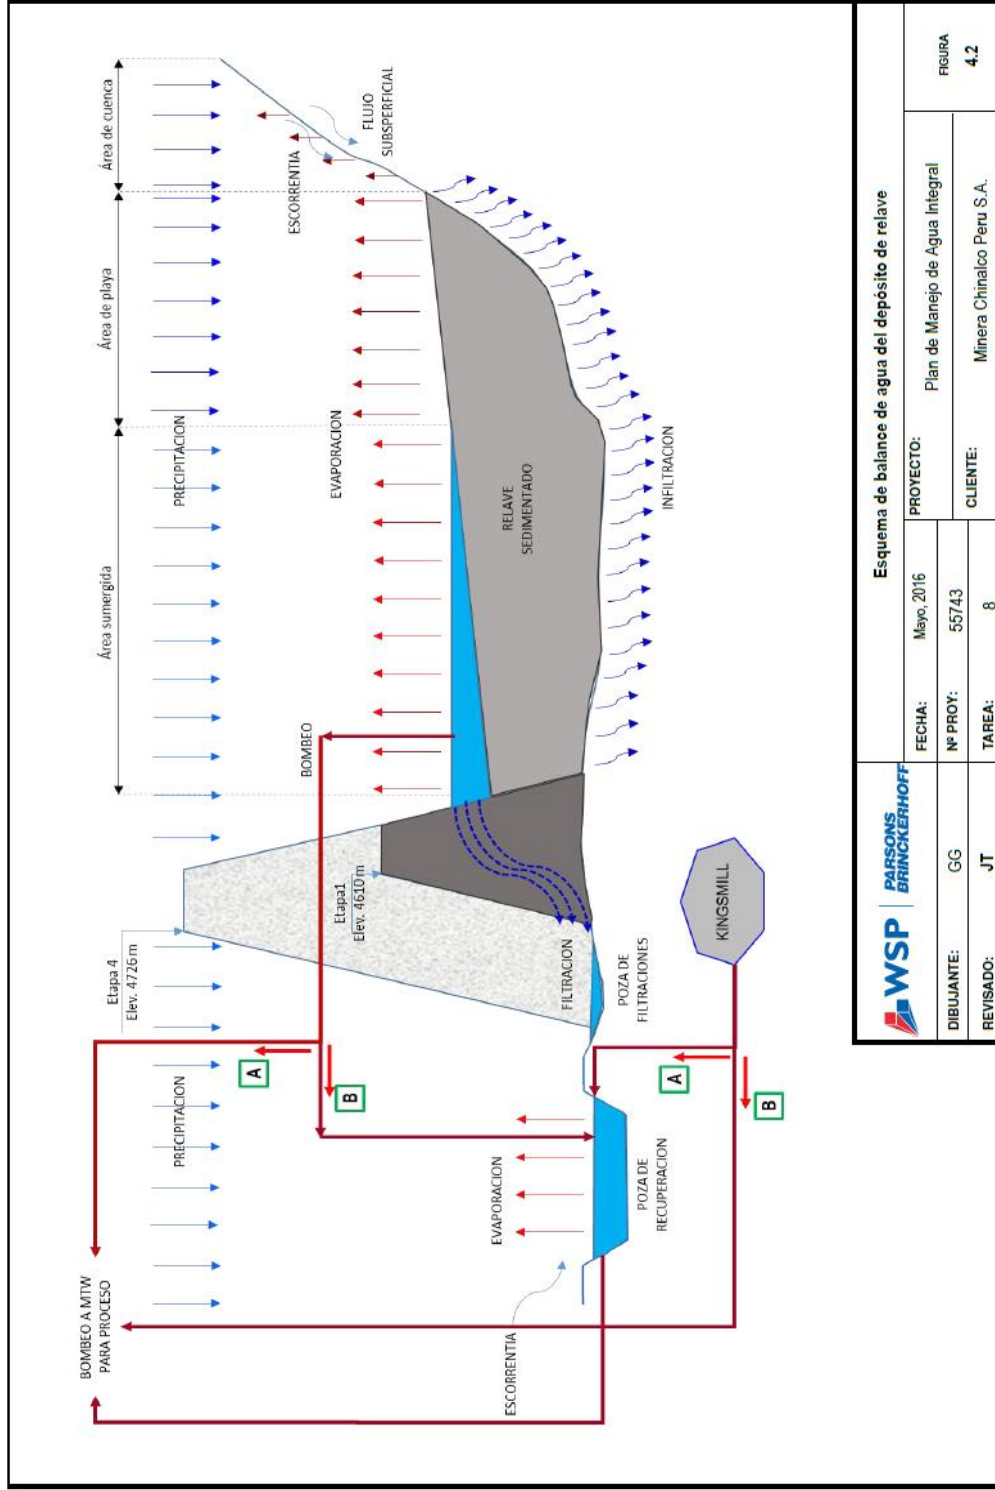 Área sumergida
Área de playa
Área de cuenca
BOMBEO A MTW
PARA PROCESO
Etapa 4
Elev. 4726 m
PRECIPITACION
PRECIPITACION
A
B
BOMBEO
EVAPORACION
ESCORRENTIA
FLUJO
SUBSPERFICIAL
Etapa1
Elev. 4610 m
EVAPORACION
ESCORRENTIA
RELAVE
SEDIMENTADO
FILTRACION
POZA DE
FILTRACIONES
POZA DE
RECUPERACION
INFILTRACION
A
B
KINGSMILL
WSP
PARSONS
BRINCKERHOFF
Esquema de balance de agua del depósito de relave
DIBUJANTE: GG
REVISADO: JT
FECHA: Mayo, 2016
Nº PROY: 55743
TAREA: 8
PROYECTO:
Plan de Manejo de Agua Integral
CLIENTE:
Minera Chinalco Peru S.A.
FIGURA
4.2